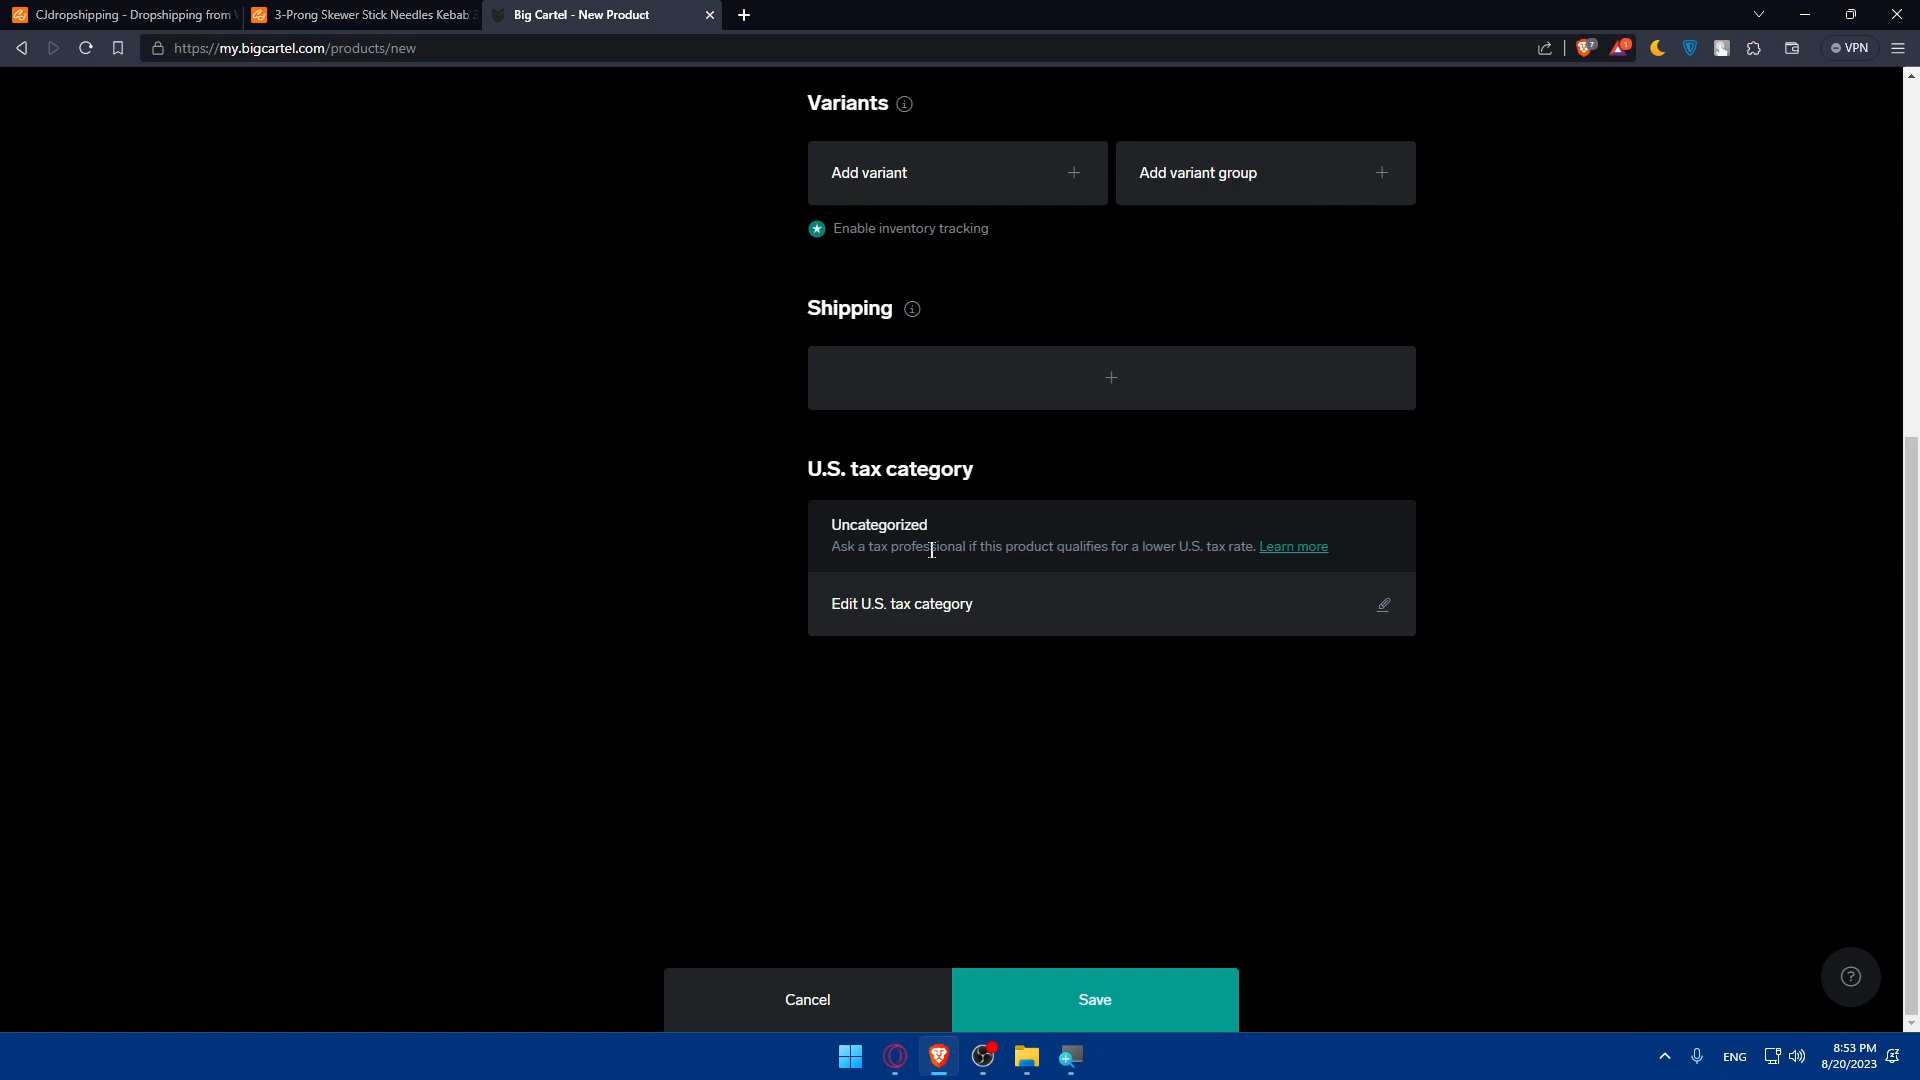 CJdropshipping - Dropshipping from
3-Prong Skewer Stick Needles Kebab
Big Cartel - New Product
https://my.bigcartel.com/products/new
7
1
VPN
Variants
Add variant
Add variant group
Enable inventory tracking
Shipping
U.S. tax category
Uncategorized
Ask a tax professional if this product qualifies for a lower U.S. tax rate. Learn more
Edit U.S. tax category
Cancel
Save
ENG
8:53 PM
8/20/2023